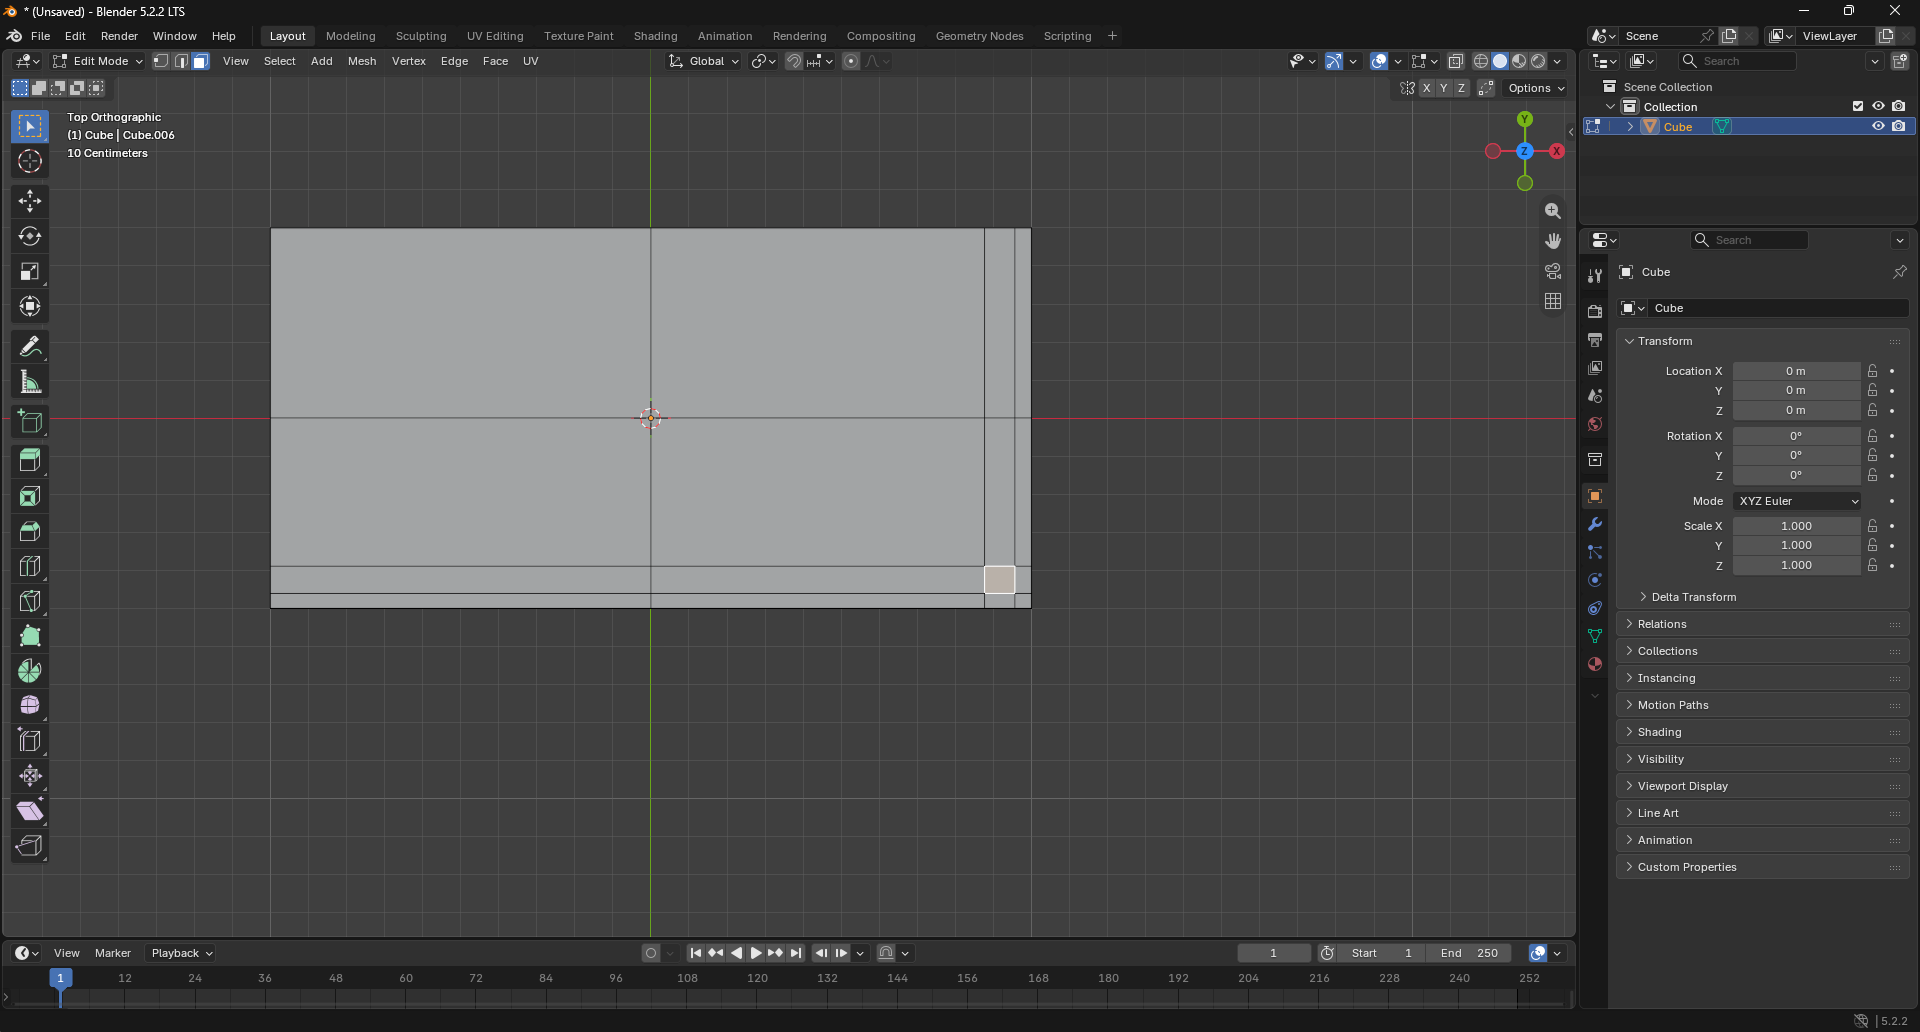 * (Unsaved) - Blender 5.2.2 LTS
File Edit Render Window Help Layout Modeling Sculpting UV Editing Texture Paint Shading Animation Rendering Compositing Geometry Nodes Scripting + Scene ViewLayer
Edit Mode View Select Add Mesh Vertex Edge Face UV Global Search
X Y Z Options
Scene Collection
Collection
Cube
Top Orthographic
(1) Cube | Cube.006
10 Centimeters
Y
Z X
Search
Cube
Cube
Transform
Location X 0 m
Y 0 m
Z 0 m
Rotation X 0°
Y 0°
Z 0°
Mode XYZ Euler
Scale X 1.000
Y 1.000
Z 1.000
Delta Transform
Relations
Collections
Instancing
Motion Paths
Shading
Visibility
Viewport Display
Line Art
Animation
Custom Properties
View Marker Playback 1 Start 1 End 250
1 12 24 36 48 60 72 84 96 108 120 132 144 156 168 180 192 204 216 228 240 252
5.2.2